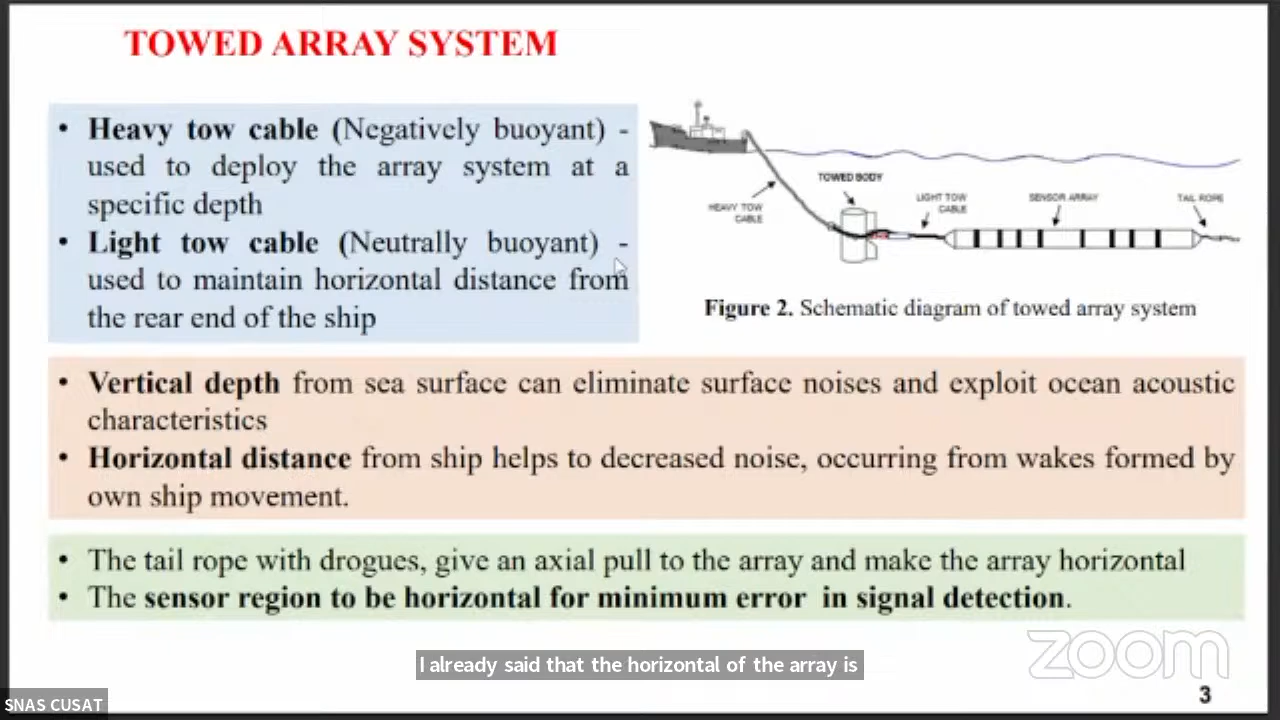 TOWED ARRAY SYSTEM
• Heavy tow cable (Negatively buoyant) -
used to deploy the array system at a
specific depth
• Light tow cable (Neutrally buoyant) -
used to maintain horizontal distance from
the rear end of the ship
TOWED BODY
HEAVY TOW
CABLE
LIGHT TOW
CABLE
SENSOR ARRAY
TAIL ROPE
Figure 2. Schematic diagram of towed array system
• Vertical depth from sea surface can eliminate surface noises and exploit ocean acoustic
characteristics
• Horizontal distance from ship helps to decreased noise, occurring from wakes formed by
own ship movement.
• The tail rope with drogues, give an axial pull to the array and make the array horizontal
• The sensor region to be horizontal for minimum error in signal detection.
I already said that the horizontal of the array is
zoom
SNAS CUSAT
3